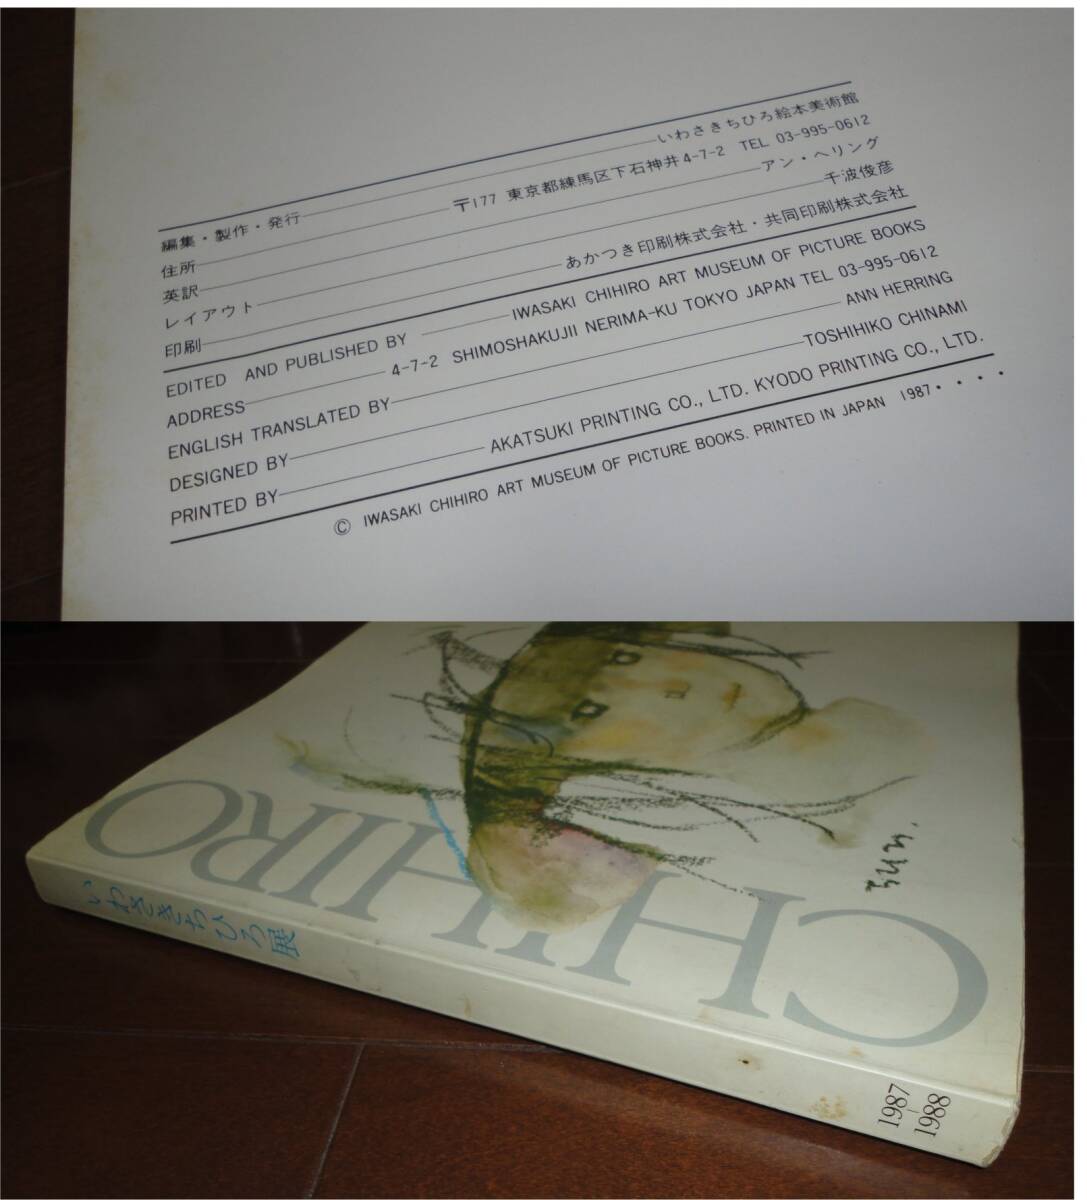 編集・製作・発行――いわさきちひろ絵本美術館
住所――〒177 東京都練馬区下石神井4-7-2 TEL 03-995-0612
英訳――アン・ヘリング
レイアウト――千波俊彦
印刷――あかつき印刷株式会社・共同印刷株式会社
EDITED AND PUBLISHED BY――IWASAKI CHIHIRO ART MUSEUM OF PICTURE BOOKS
ADDRESS――4-7-2 SHIMOSHAKUJII NERIMA-KU TOKYO JAPAN TEL 03-995-0612
ENGLISH TRANSLATED BY――ANN HERRING
DESIGNED BY――TOSHIHIKO CHINAMI
PRINTED BY――AKATSUKI PRINTING CO., LTD. KYODO PRINTING CO., LTD.
© IWASAKI CHIHIRO ART MUSEUM OF PICTURE BOOKS. PRINTED IN JAPAN 1987・・・・
CHIHIRO
ちひろ
いわさきちひろ展
1987-1988